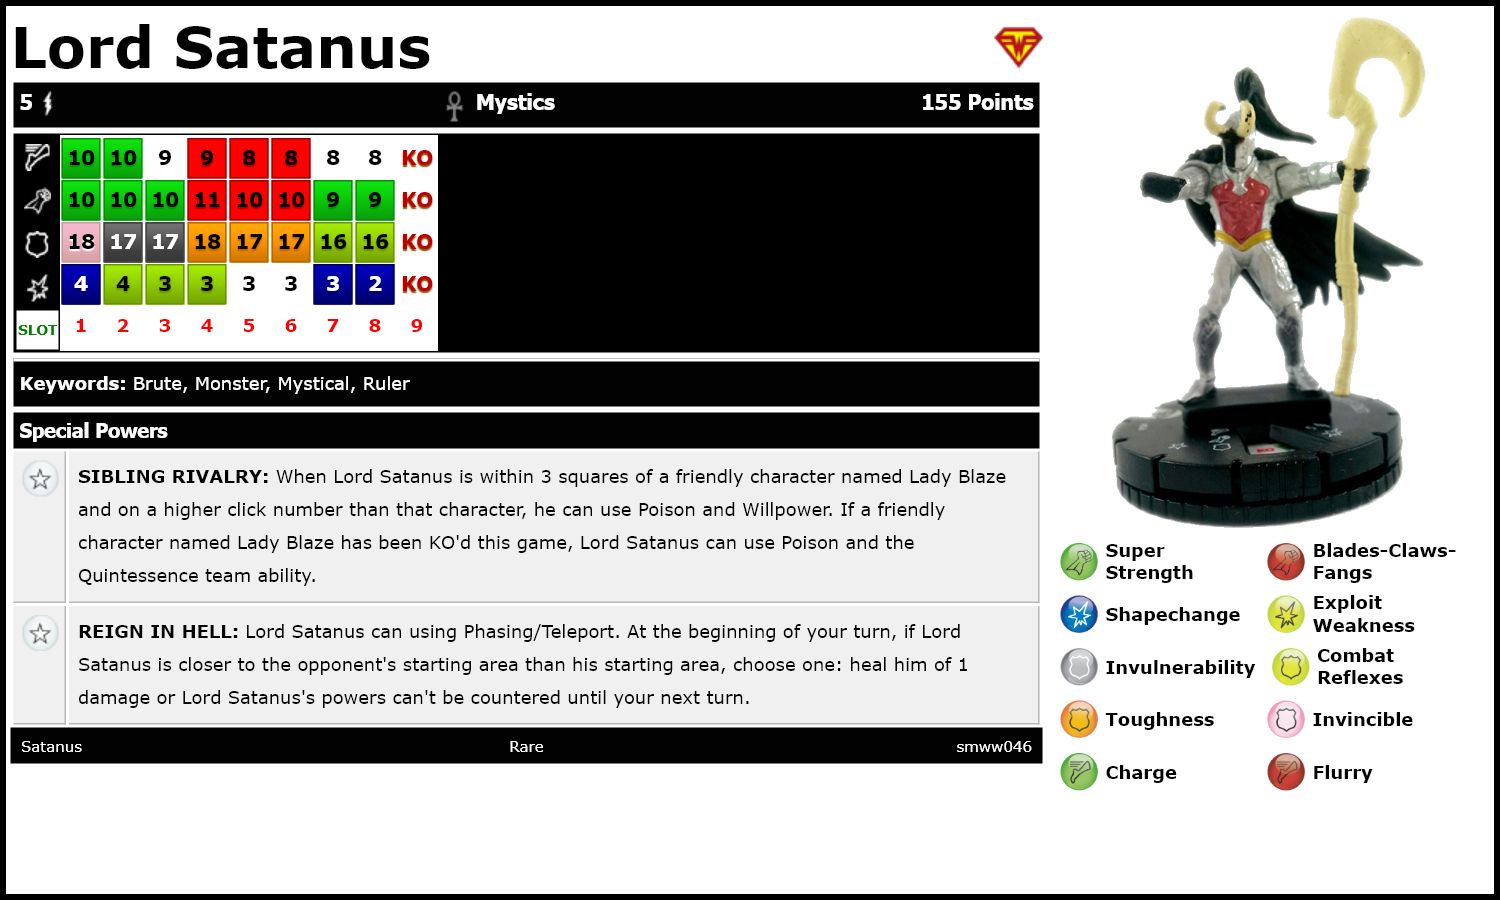 Lord Satanus
5 Mystics 155 Points
10 10 9 9 8 8 8 8 KO
10 10 10 11 10 10 9 9 KO
18 17 17 18 17 17 16 16 KO
4 4 3 3 3 3 3 2 KO
SLOT 1 2 3 4 5 6 7 8 9
Keywords: Brute, Monster, Mystical, Ruler
Special Powers
SIBLING RIVALRY: When Lord Satanus is within 3 squares of a friendly character named Lady Blaze
and on a higher click number than that character, he can use Poison and Willpower. If a friendly
character named Lady Blaze has been KO'd this game, Lord Satanus can use Poison and the
Quintessence team ability.
REIGN IN HELL: Lord Satanus can using Phasing/Teleport. At the beginning of your turn, if Lord
Satanus is closer to the opponent's starting area than his starting area, choose one: heal him of 1
damage or Lord Satanus's powers can't be countered until your next turn.
Satanus Rare smww046
Super
Strength
Blades-Claws-
Fangs
Shapechange
Exploit
Weakness
Invulnerability
Combat
Reflexes
Toughness
Invincible
Charge
Flurry